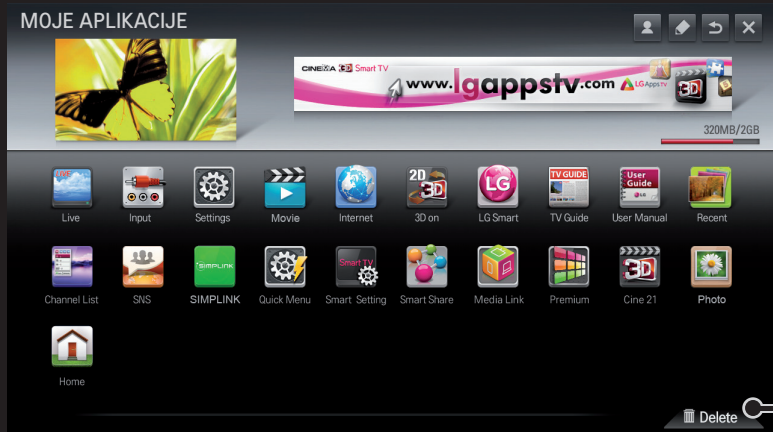 MOJE APLIKACIJE
CINEMA 3D Smart TV
www.lgappstv.com LG Apps TV
3D
320MB/2GB
LIVE
2D
3D
LG
TV GUIDE
User
Guide
LG
Live Input Settings Movie Internet 3D on LG Smart TV Guide User Manual Recent
SIMPLINK
Smart TV
3D
Channel List SNS SIMPLINK Quick Menu Smart Setting Smart Share Media Link Premium Cine 21 Photo
Home
Delete